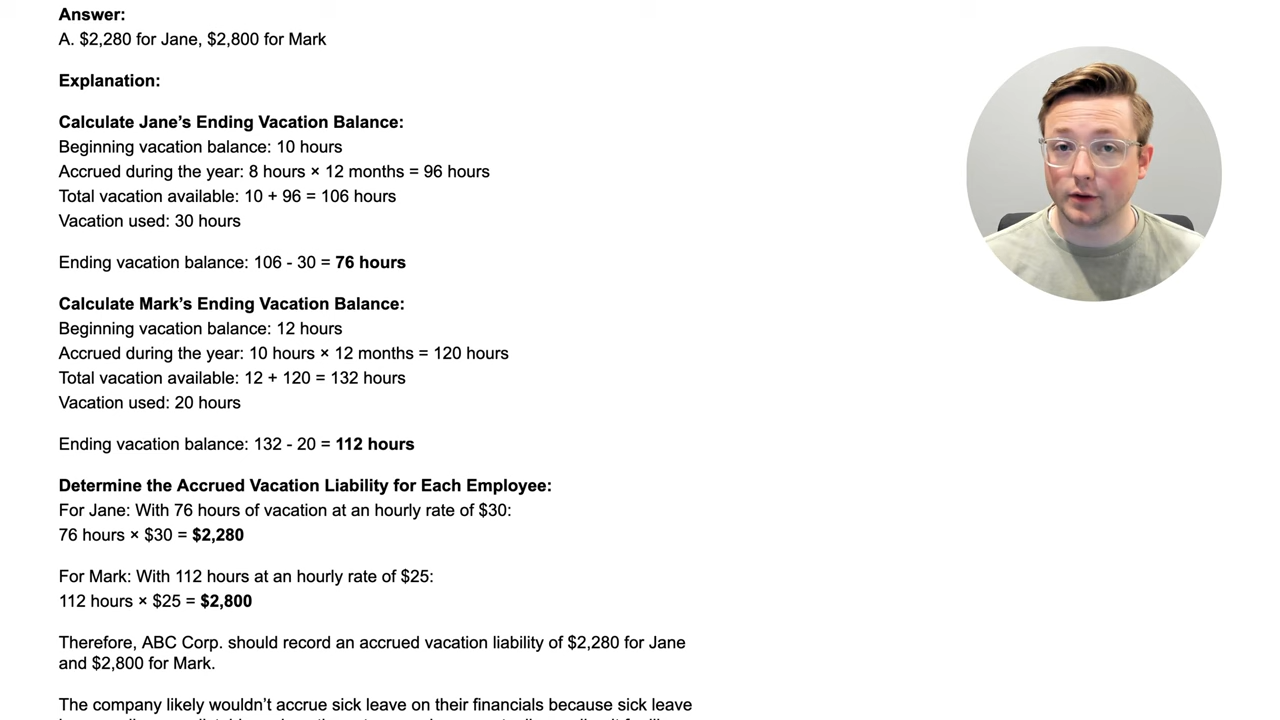 Answer:
A. $2,280 for Jane, $2,800 for Mark
Explanation:
Calculate Jane’s Ending Vacation Balance:
Beginning vacation balance: 10 hours
Accrued during the year: 8 hours × 12 months = 96 hours
Total vacation available: 10 + 96 = 106 hours
Vacation used: 30 hours
Ending vacation balance: 106 - 30 = 76 hours
Calculate Mark’s Ending Vacation Balance:
Beginning vacation balance: 12 hours
Accrued during the year: 10 hours × 12 months = 120 hours
Total vacation available: 12 + 120 = 132 hours
Vacation used: 20 hours
Ending vacation balance: 132 - 20 = 112 hours
Determine the Accrued Vacation Liability for Each Employee:
For Jane: With 76 hours of vacation at an hourly rate of $30:
76 hours × $30 = $2,280
For Mark: With 112 hours at an hourly rate of $25:
112 hours × $25 = $2,800
Therefore, ABC Corp. should record an accrued vacation liability of $2,280 for Jane
and $2,800 for Mark.
The company likely wouldn’t accrue sick leave on their financials because sick leave